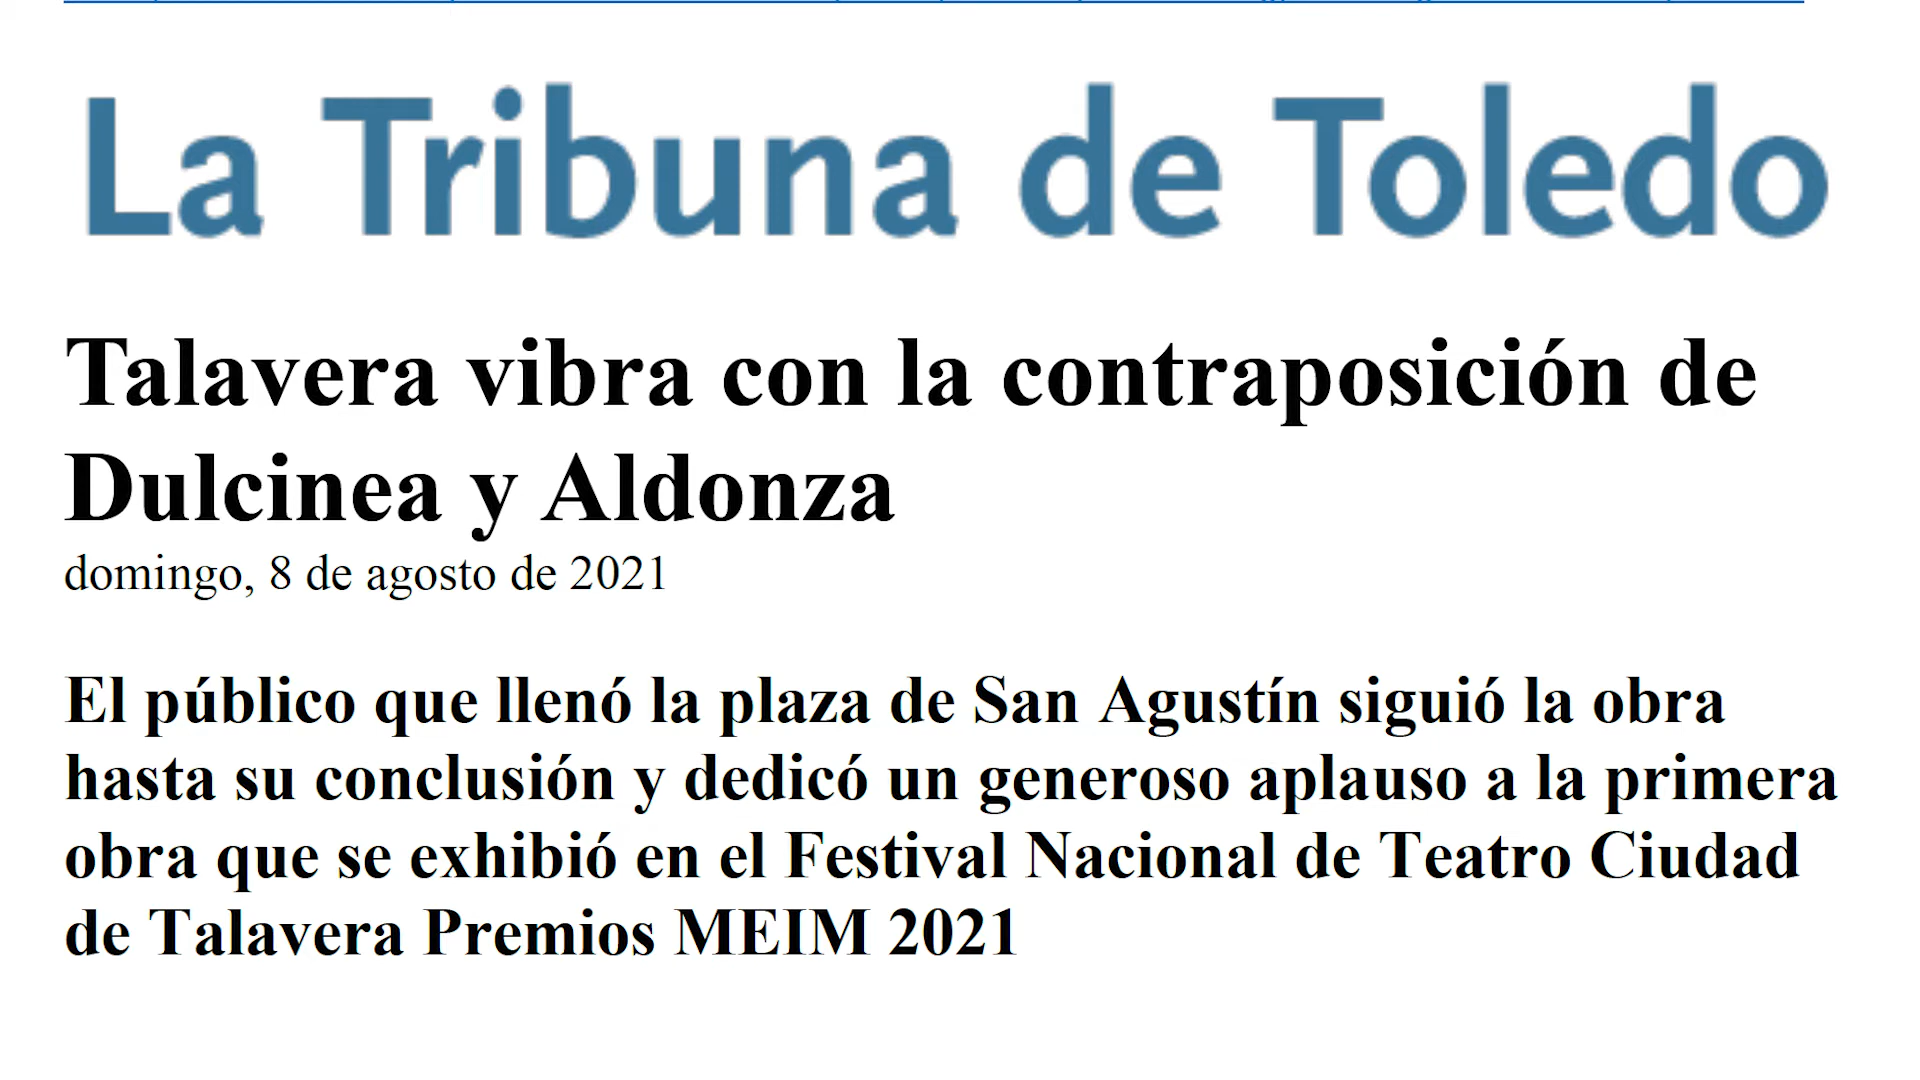 La Tribuna de Toledo
Talavera vibra con la contraposición de
Dulcinea y Aldonza
domingo, 8 de agosto de 2021
El público que llenó la plaza de San Agustín siguió la obra
hasta su conclusión y dedicó un generoso aplauso a la primera
obra que se exhibió en el Festival Nacional de Teatro Ciudad
de Talavera Premios MEIM 2021